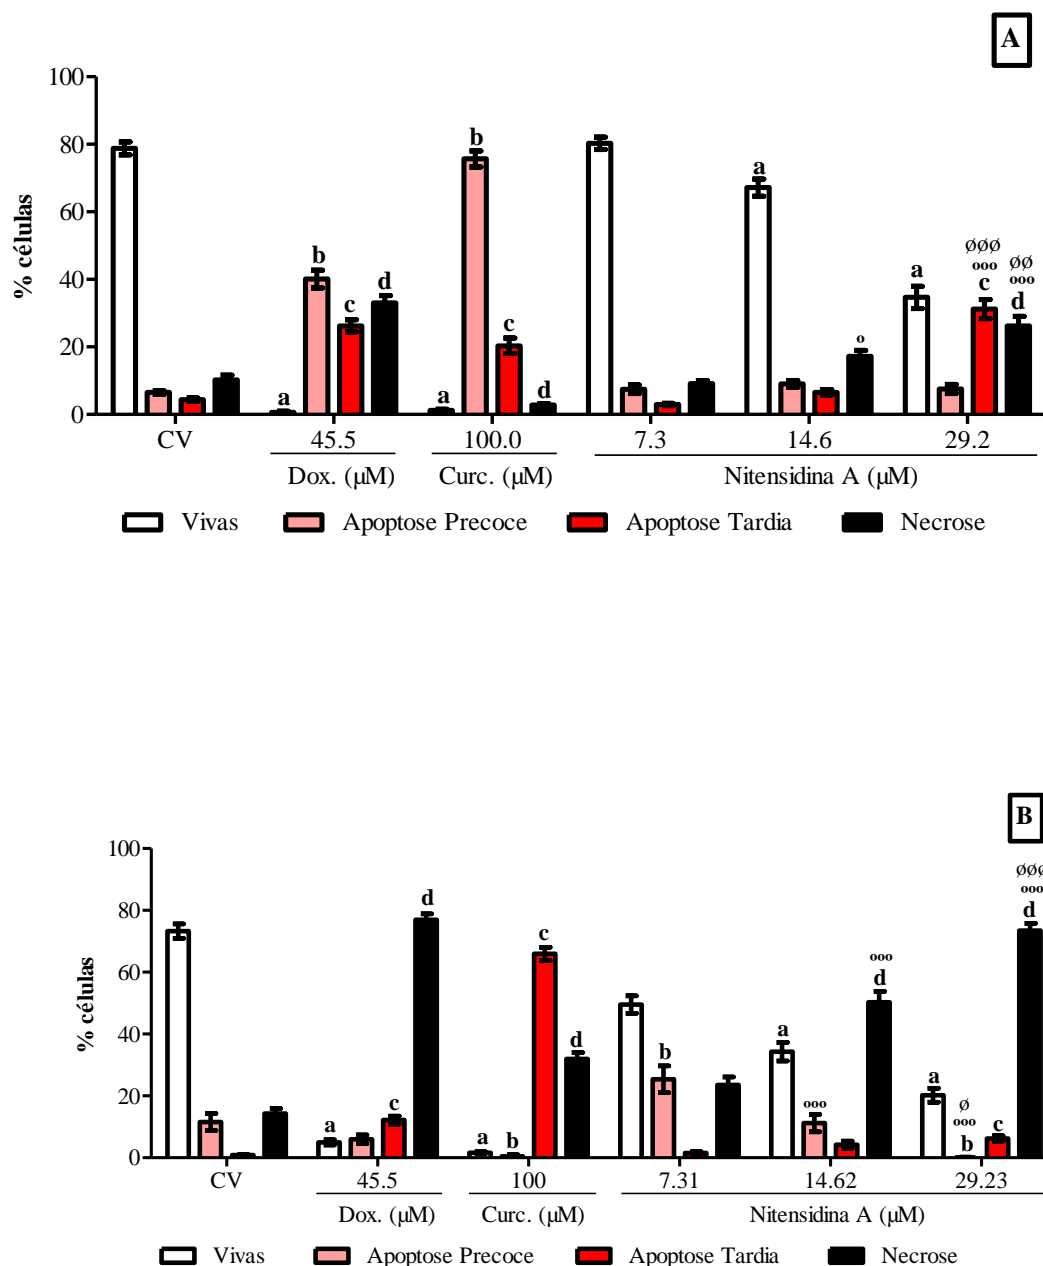 A
100
80
60
40
20
0
% células
a b c d
a b c d
a o
a øøø ooo c øø ooo d
CV 45.5 100.0 7.3 14.6 29.2
Dox. (µM) Curc. (µM) Nitensidina A (µM)
Vivas Apoptose Precoce Apoptose Tardia Necrose
B
100
80
60
40
20
0
% células
a c d
a b c d
b
a ooo ooo d
a ø ooo b c øøø ooo d
CV 45.5 100 7.31 14.62 29.23
Dox. (µM) Curc. (µM) Nitensidina A (µM)
Vivas Apoptose Precoce Apoptose Tardia Necrose